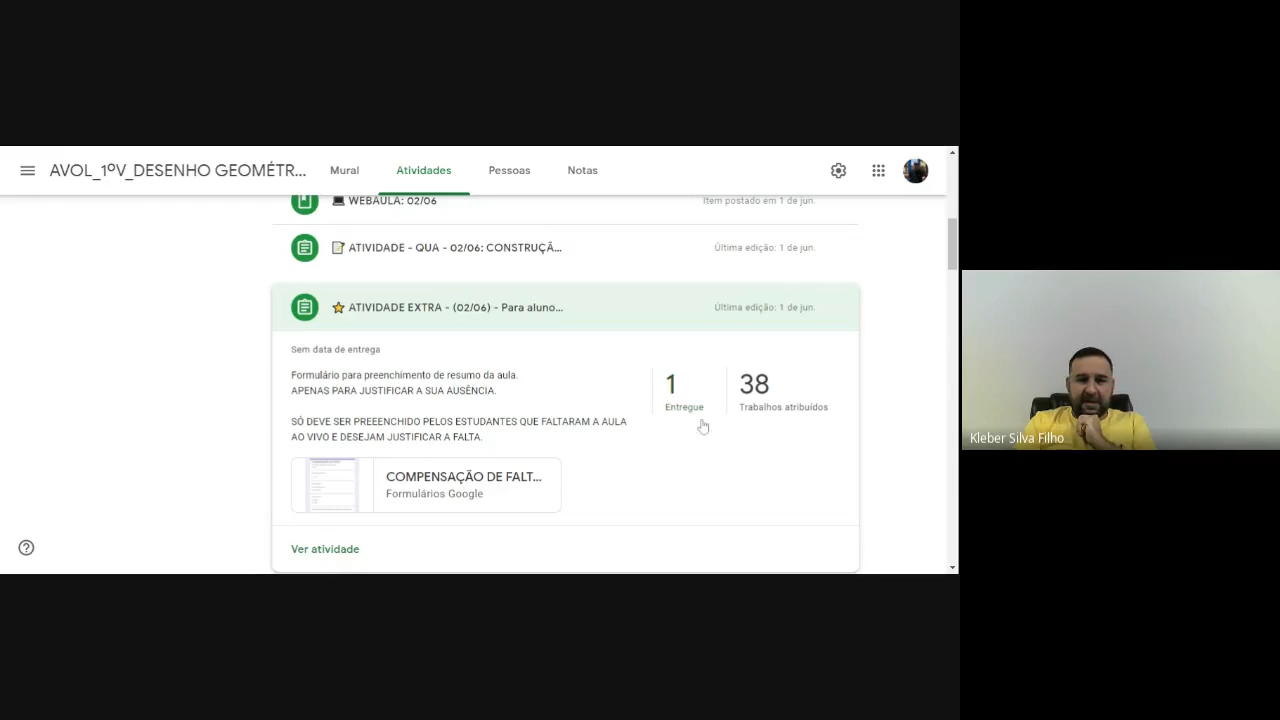 AVOL_1ºV_DESENHO GEOMÉTR...
Mural
Atividades
Pessoas
Notas
WEBAULA: 02/06
Item postado em 1 de jun.
ATIVIDADE - QUA - 02/06: CONSTRUÇÃ...
Última edição: 1 de jun.
ATIVIDADE EXTRA - (02/06) - Para aluno...
Última edição: 1 de jun.
Sem data de entrega
Formulário para preenchimento de resumo da aula.
APENAS PARA JUSTIFICAR A SUA AUSÊNCIA.
SÓ DEVE SER PREEENCHIDO PELOS ESTUDANTES QUE FALTARAM A AULA
AO VIVO E DESEJAM JUSTIFICAR A FALTA.
1
Entregue
38
Trabalhos atribuídos
COMPENSAÇÃO DE FALT...
Formulários Google
Ver atividade
Kleber Silva Filho